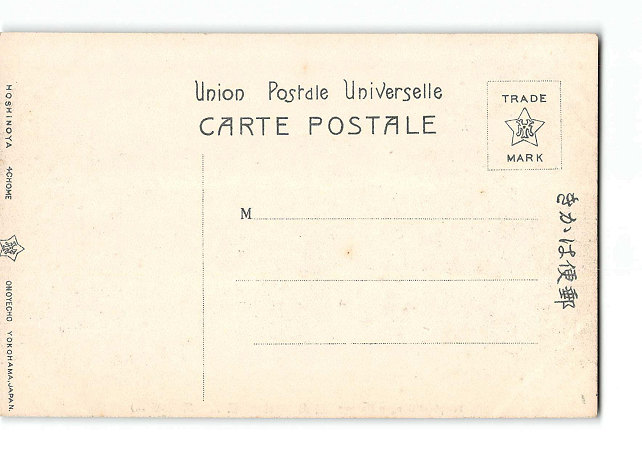 Union Postale Universelle
CARTE POSTALE
TRADE
MARK
M
きかは便郵
HOSHINOYA 4CHOME
ONOYECHO YOKOHAMA, JAPAN.